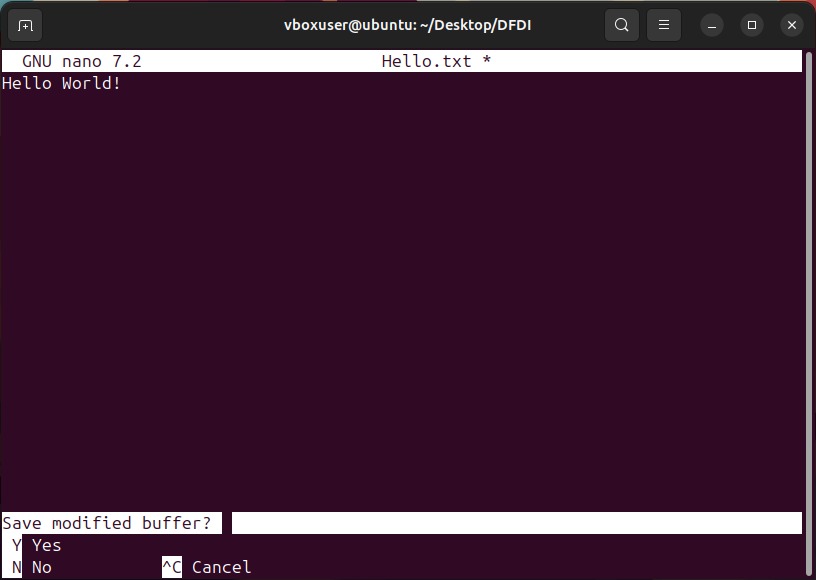 vboxuser@ubuntu: ~/Desktop/DFDI
GNU nano 7.2 Hello.txt *
Hello World!
Save modified buffer?
Y Yes
N No ^C Cancel